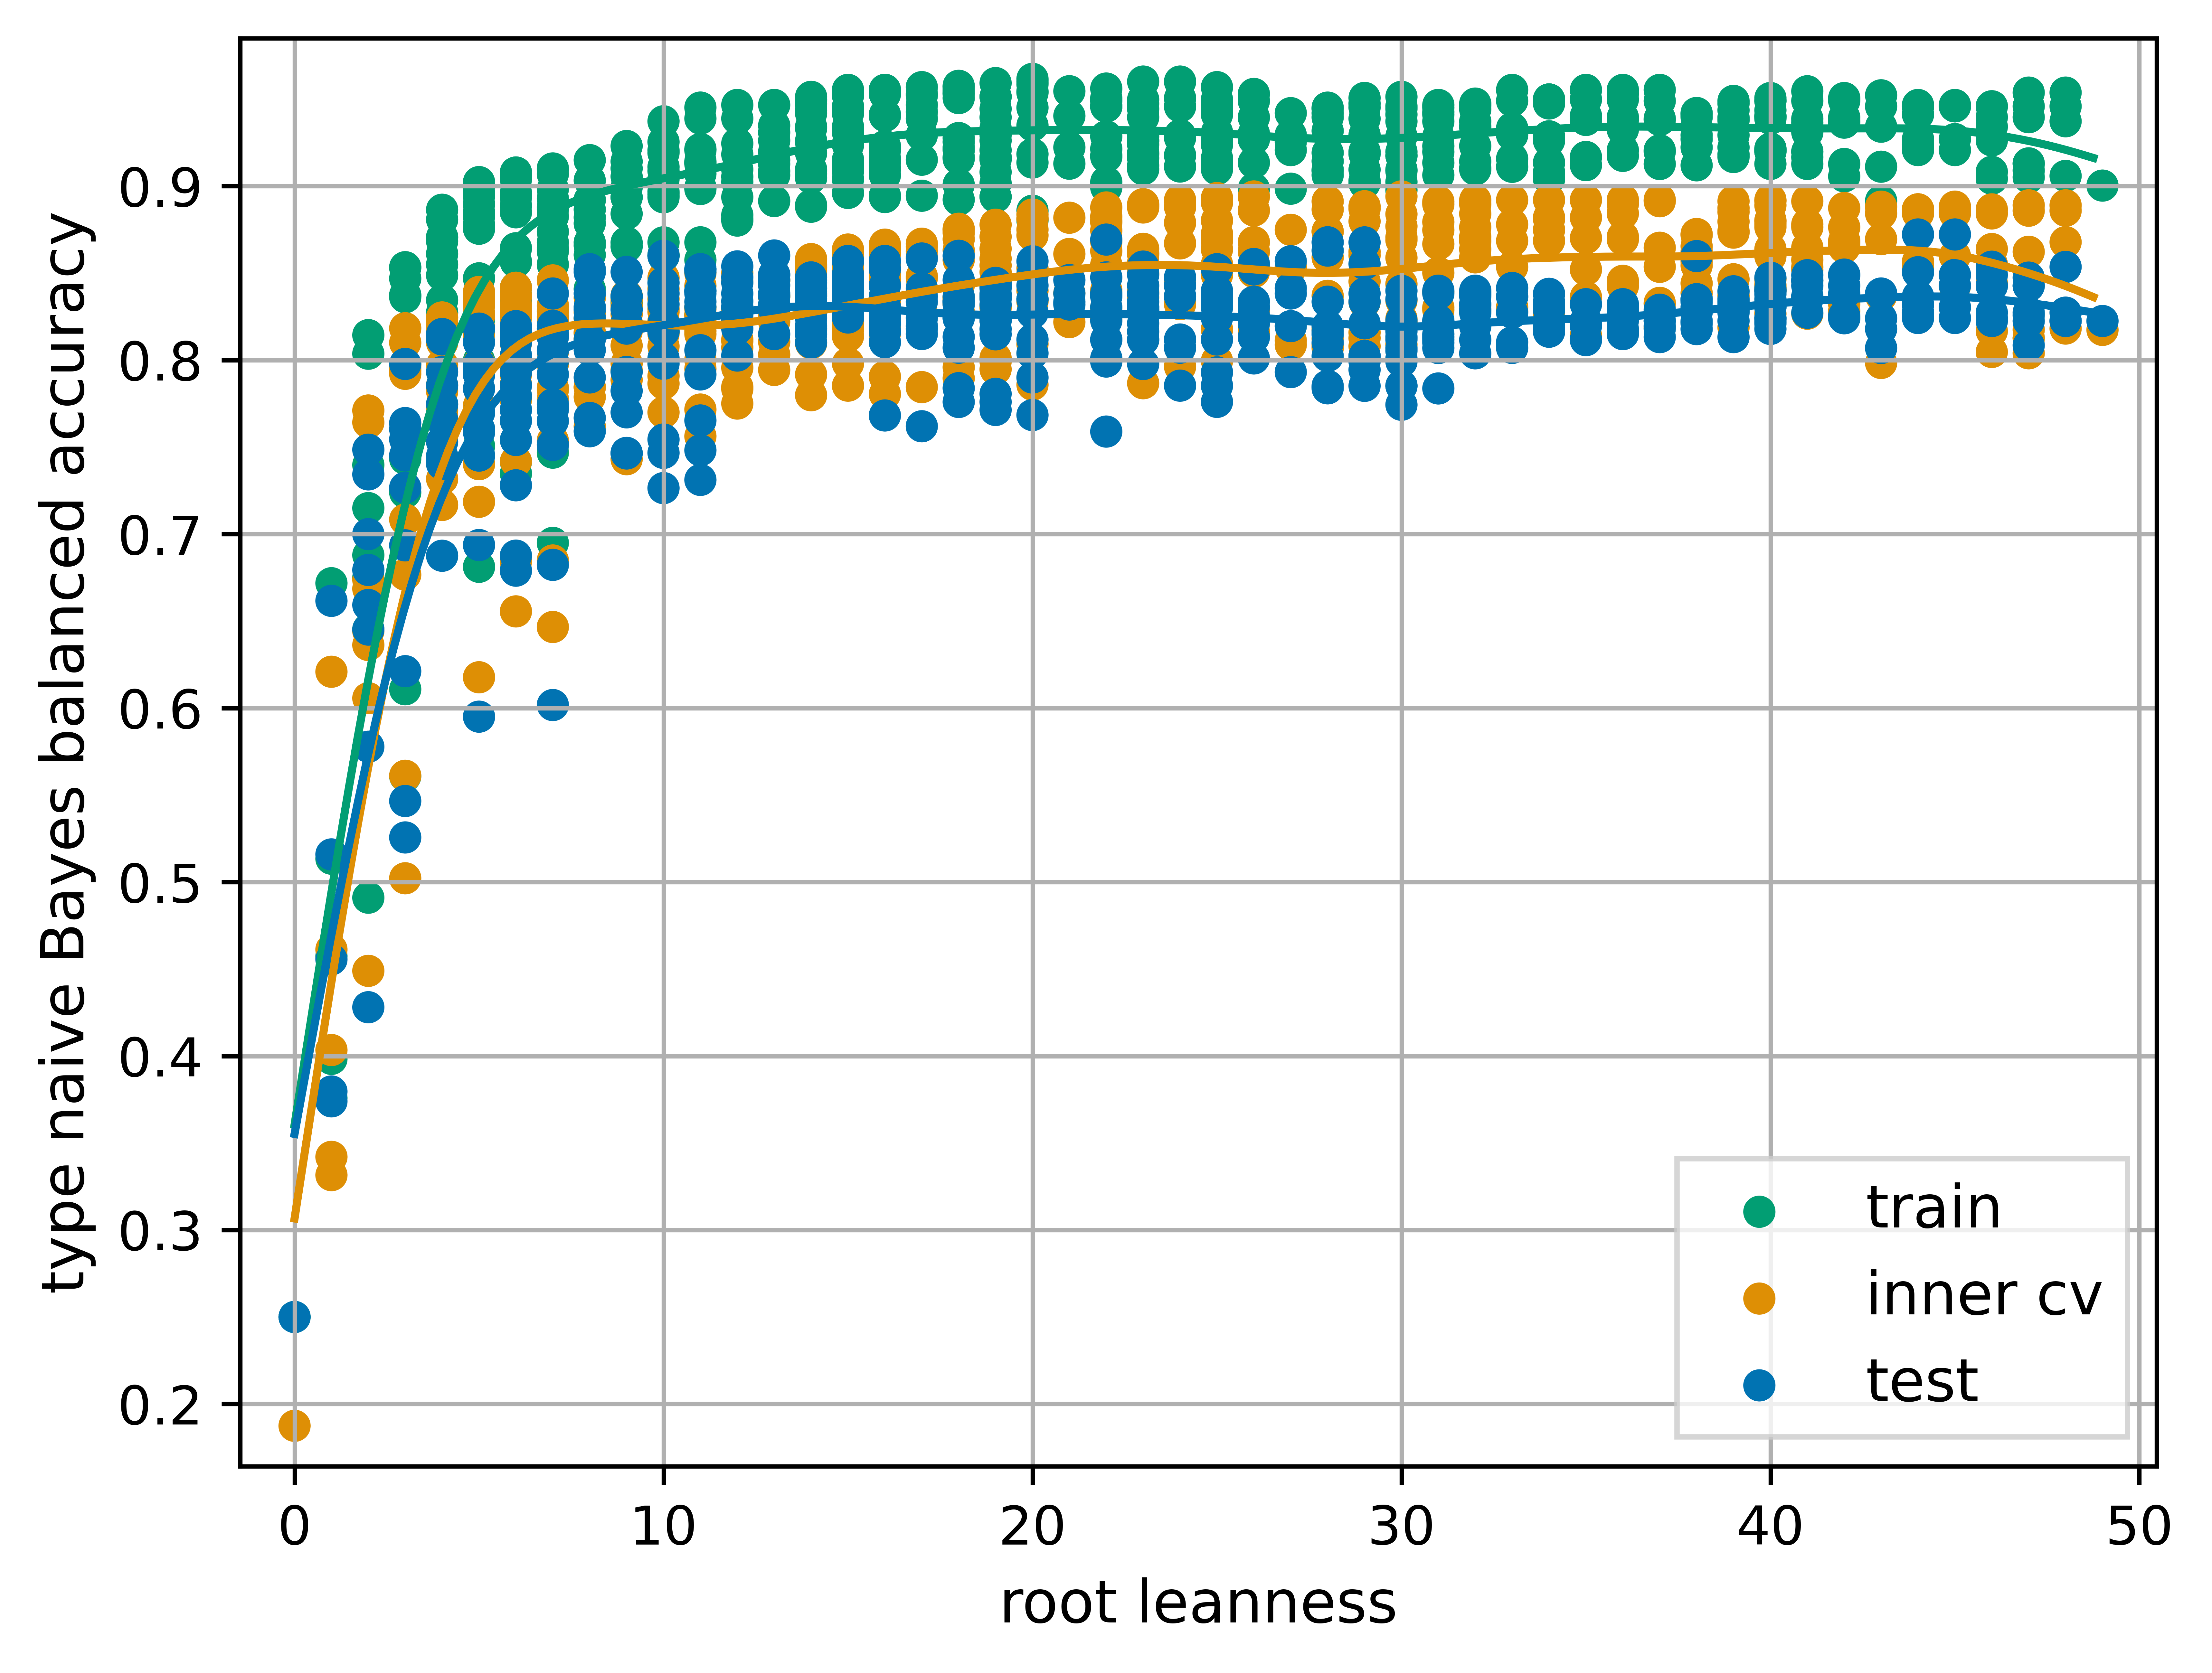 type naive Bayes balanced accuracy
0.9
0.8
0.7
0.6
0.5
0.4
0.3
0.2
train
inner cv
test
0 10 20 30 40 50
root leanness